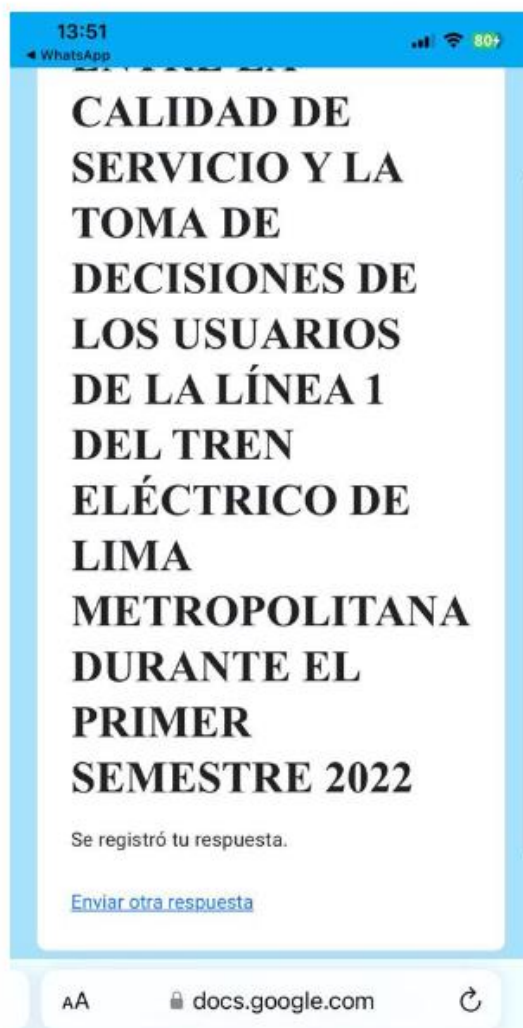 13:51
80
◀ WhatsApp
CALIDAD DE
SERVICIO Y LA
TOMA DE
DECISIONES DE
LOS USUARIOS
DE LA LÍNEA 1
DEL TREN
ELÉCTRICO DE
LIMA
METROPOLITANA
DURANTE EL
PRIMER
SEMESTRE 2022
Se registró tu respuesta.
Enviar otra respuesta
AA docs.google.com